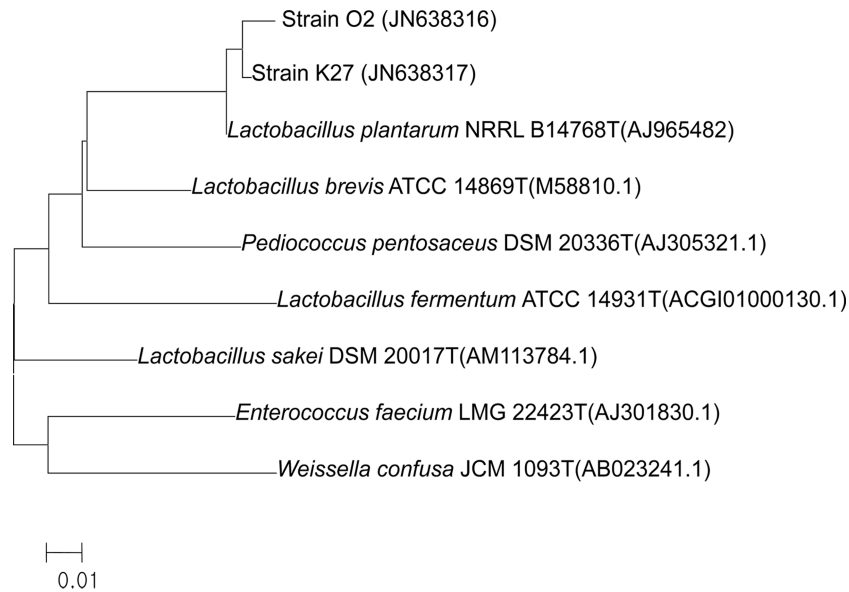 Strain O2 (JN638316)
Strain K27 (JN638317)
Lactobacillus plantarum NRRL B14768T(AJ965482)
Lactobacillus brevis ATCC 14869T(M58810.1)
Pediococcus pentosaceus DSM 20336T(AJ305321.1)
Lactobacillus fermentum ATCC 14931T(ACGI01000130.1)
Lactobacillus sakei DSM 20017T(AM113784.1)
Enterococcus faecium LMG 22423T(AJ301830.1)
Weissella confusa JCM 1093T(AB023241.1)
0.01